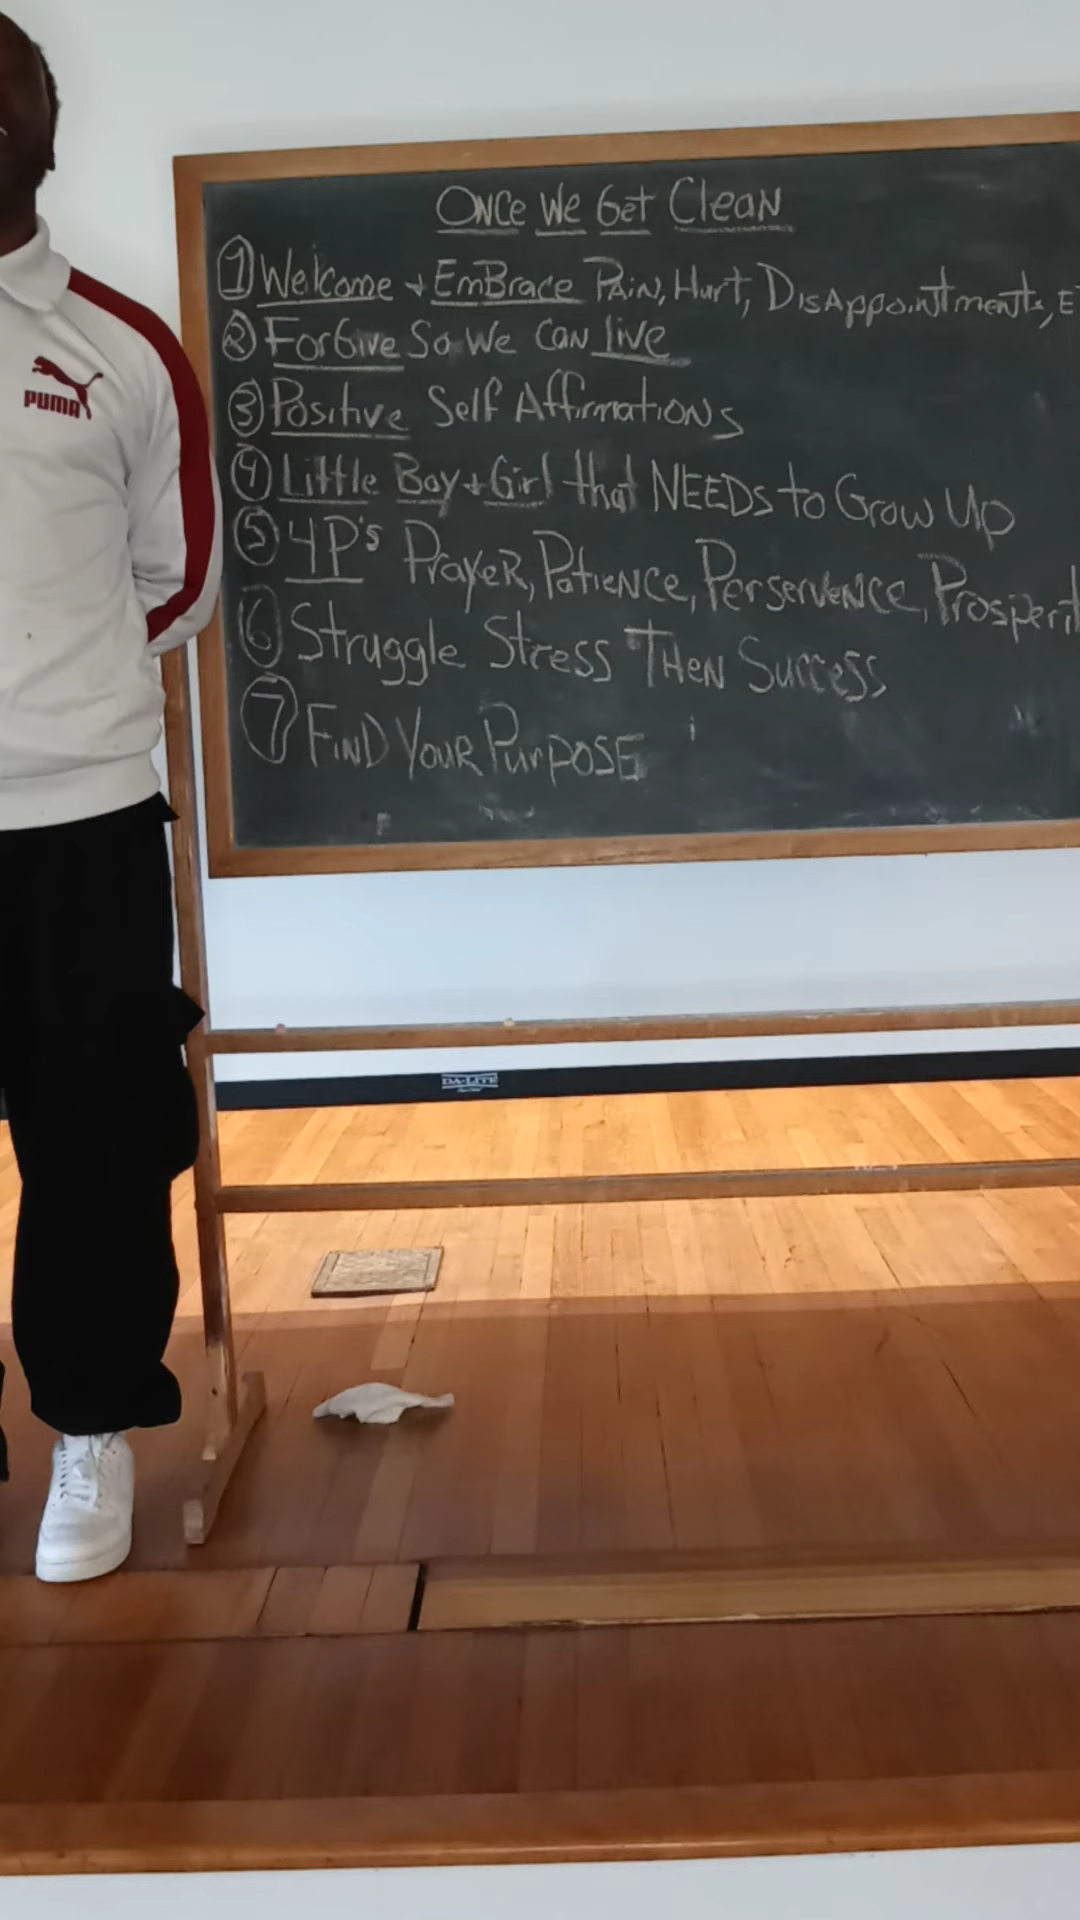 Once We Get Clean
① Welcome + EmBrace Pain, Hurt, Disappointments, E
② ForGive So We Can live
③ Positive Self Affirmations
④ Little Boy + Girl that NEEDs to Grow Up
⑤ 4P's Prayer, Patience, Perservence, Prosperit
⑥ Struggle Stress Then Success
⑦ Find Your Purpose
PUMA
DA-LITE